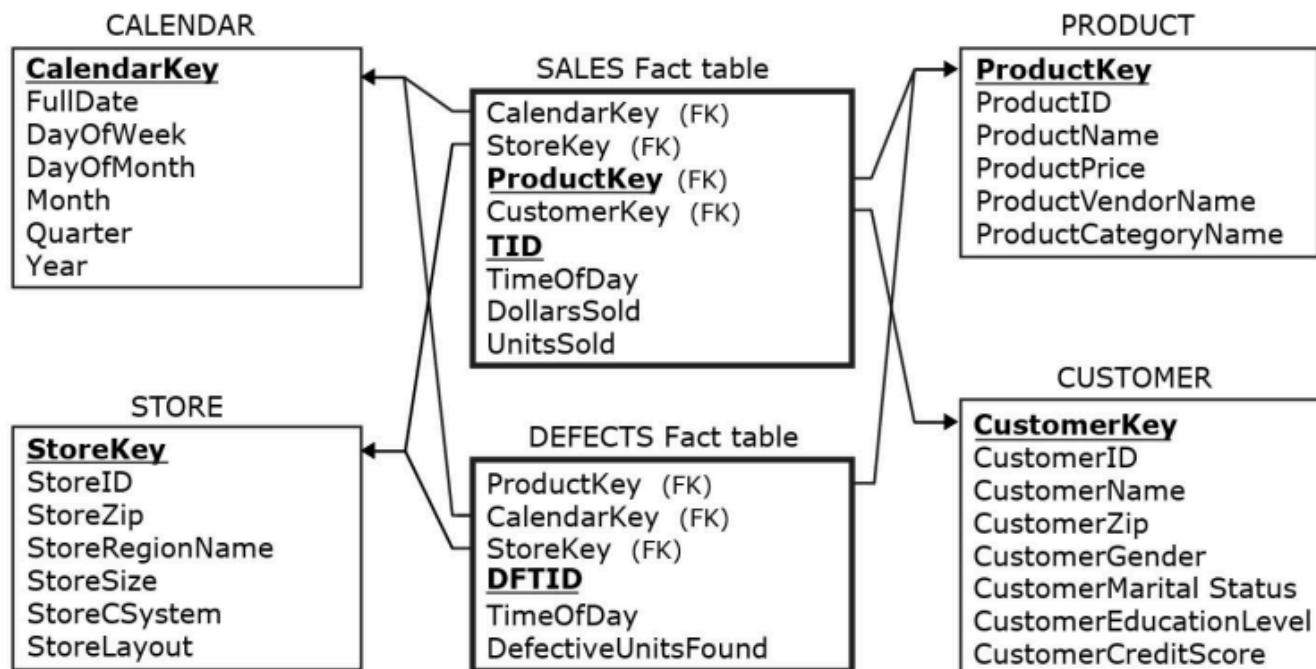 CALENDAR
CalendarKey
FullDate
DayOfWeek
DayOfMonth
Month
Quarter
Year
SALES Fact table
CalendarKey (FK)
StoreKey (FK)
ProductKey (FK)
CustomerKey (FK)
TID
TimeOfDay
DollarsSold
UnitsSold
PRODUCT
ProductKey
ProductID
ProductName
ProductPrice
ProductVendorName
ProductCategoryName
STORE
StoreKey
StoreID
StoreZip
StoreRegionName
StoreSize
StoreCSystem
StoreLayout
DEFECTS Fact table
ProductKey (FK)
CalendarKey (FK)
StoreKey (FK)
DFTID
TimeOfDay
DefectiveUnitsFound
CUSTOMER
CustomerKey
CustomerID
CustomerName
CustomerZip
CustomerGender
CustomerMarital Status
CustomerEducationLevel
CustomerCreditScore